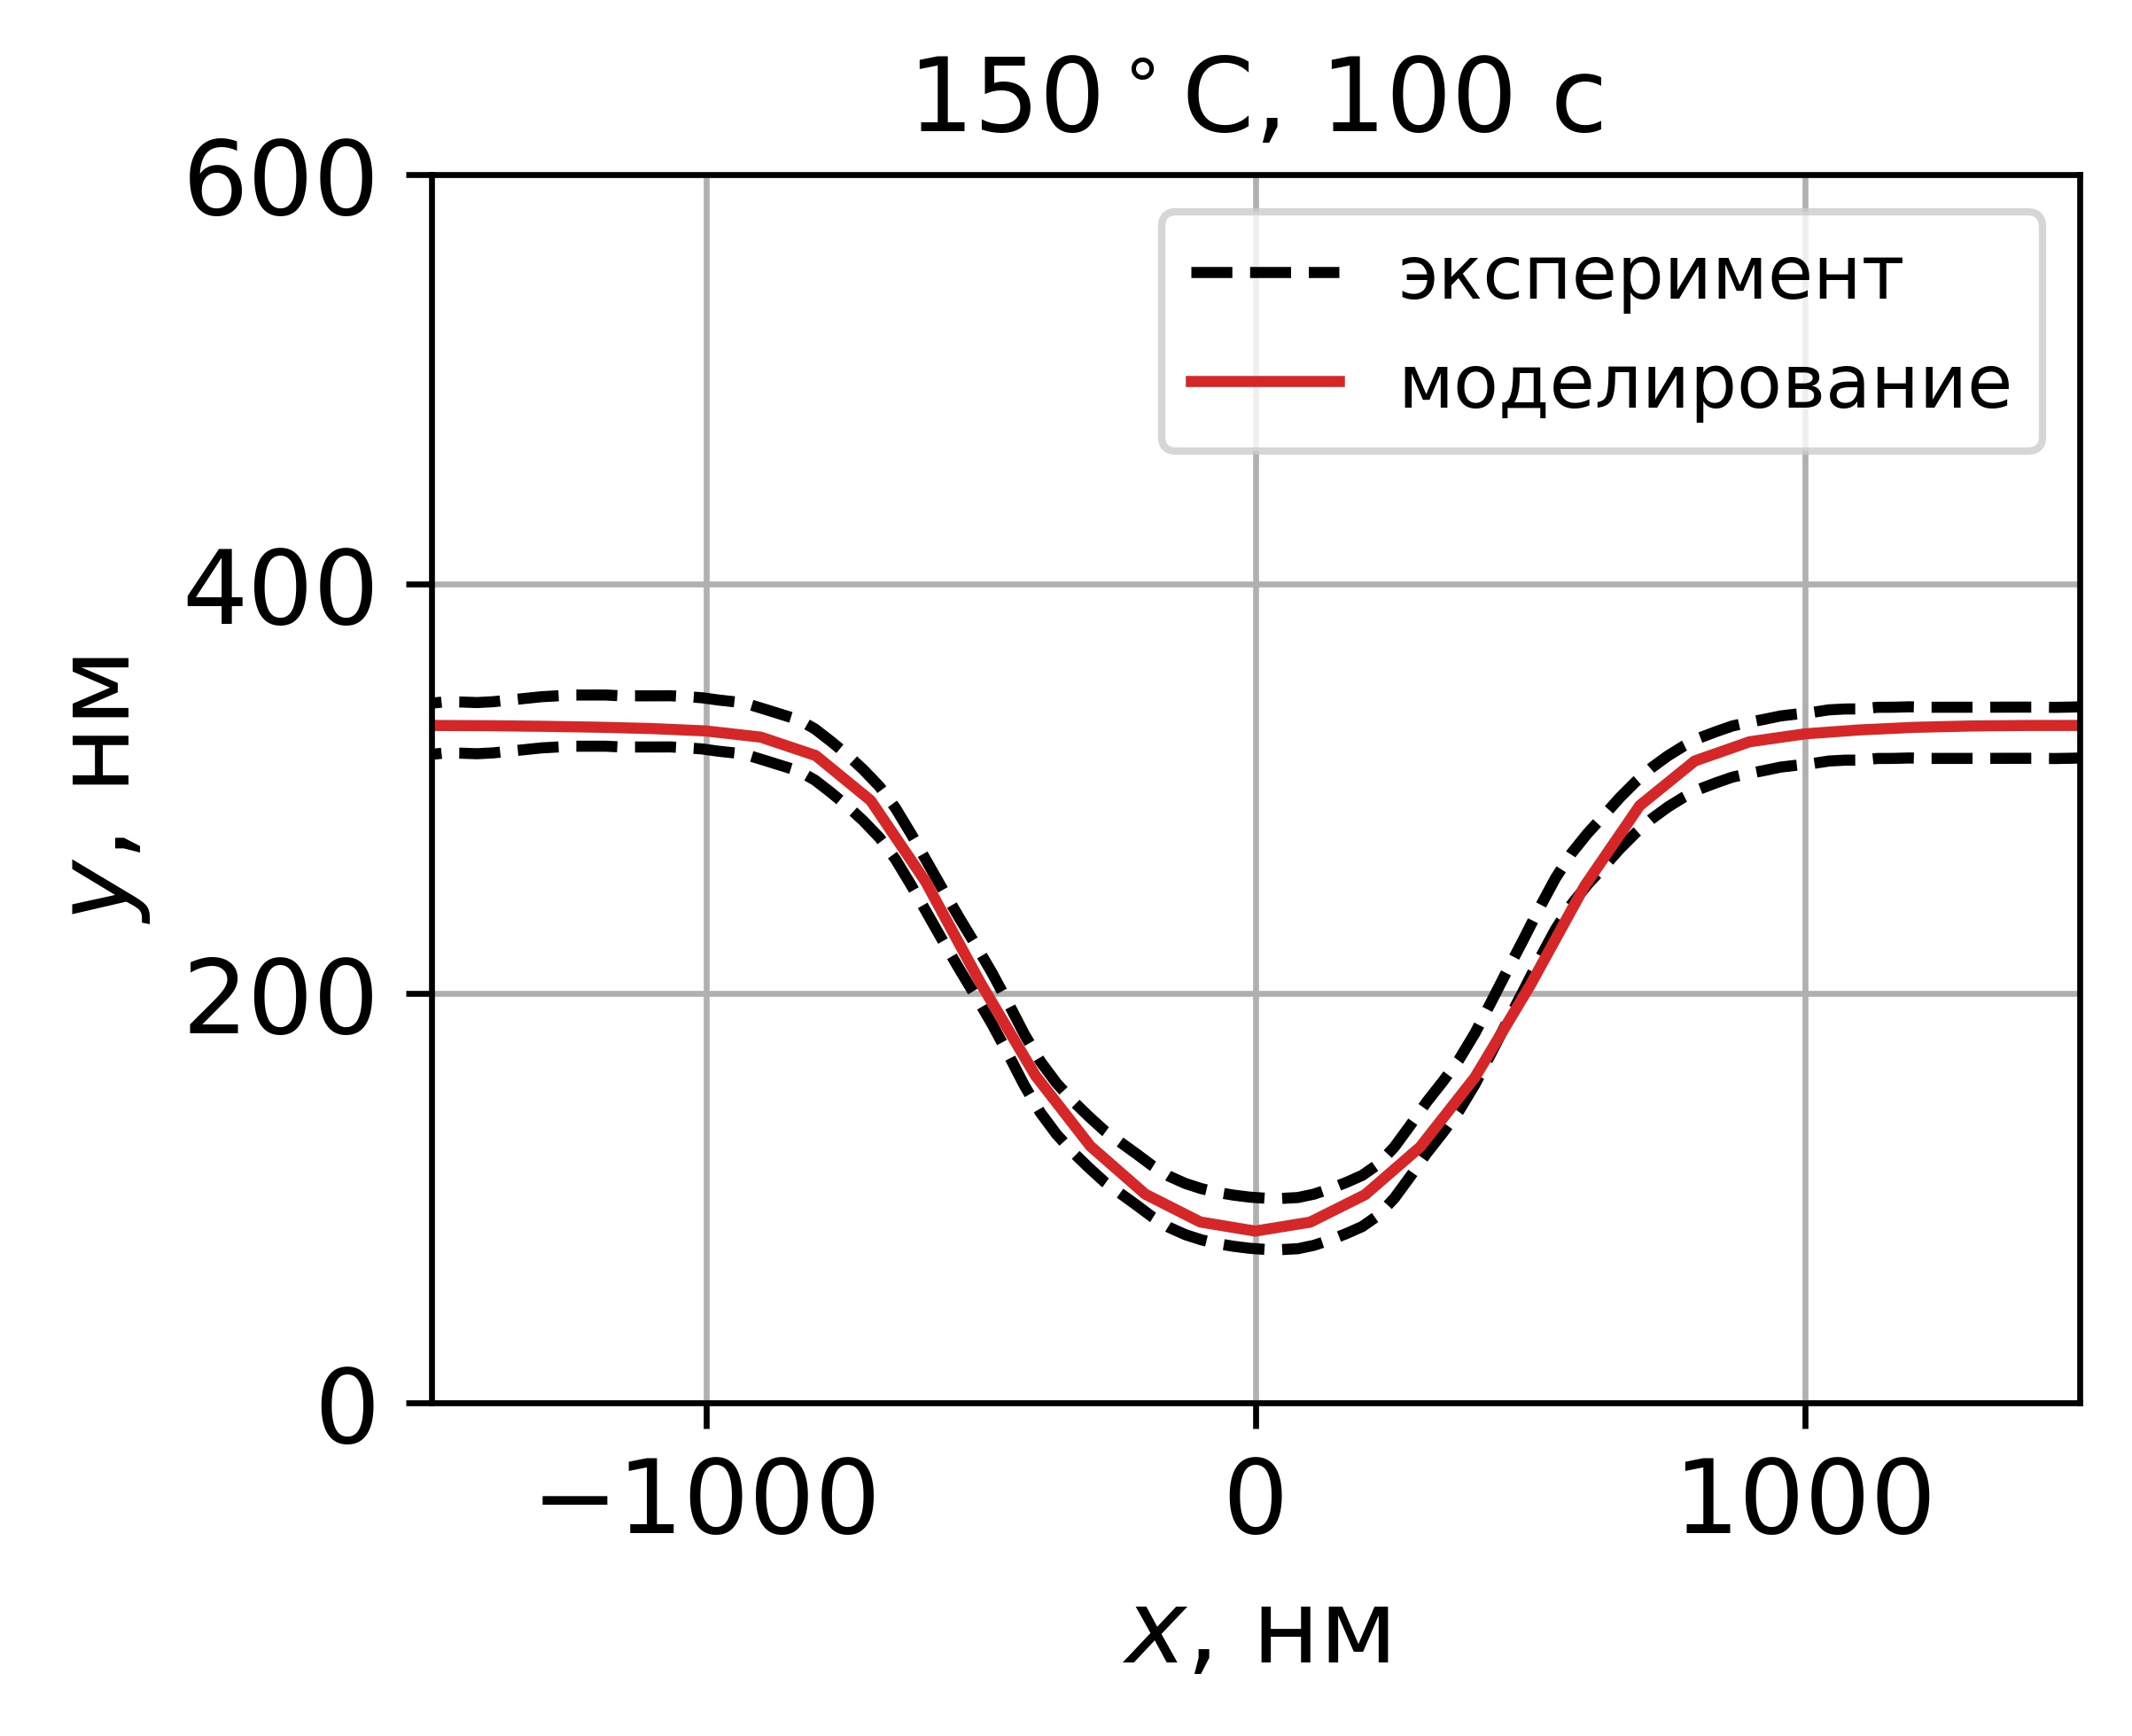 150°C, 100 с
600
400
200
0
y, нм
эксперимент
моделирование
−1000
0
1000
x, нм